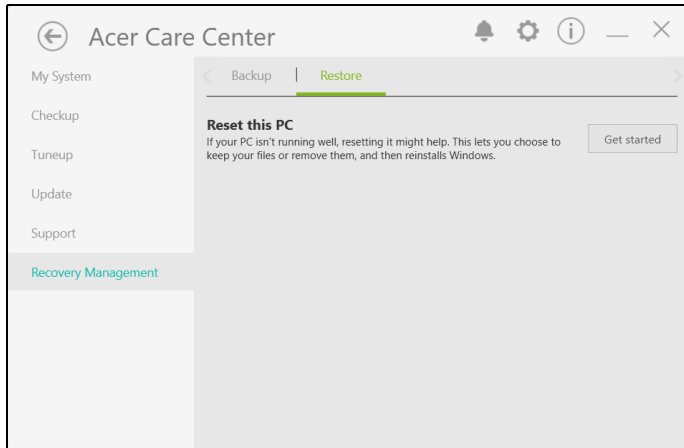 Acer Care Center
My System
Checkup
Tuneup
Update
Support
Recovery Management
Backup
Restore
Reset this PC
If your PC isn't running well, resetting it might help. This lets you choose to
keep your files or remove them, and then reinstalls Windows.
Get started